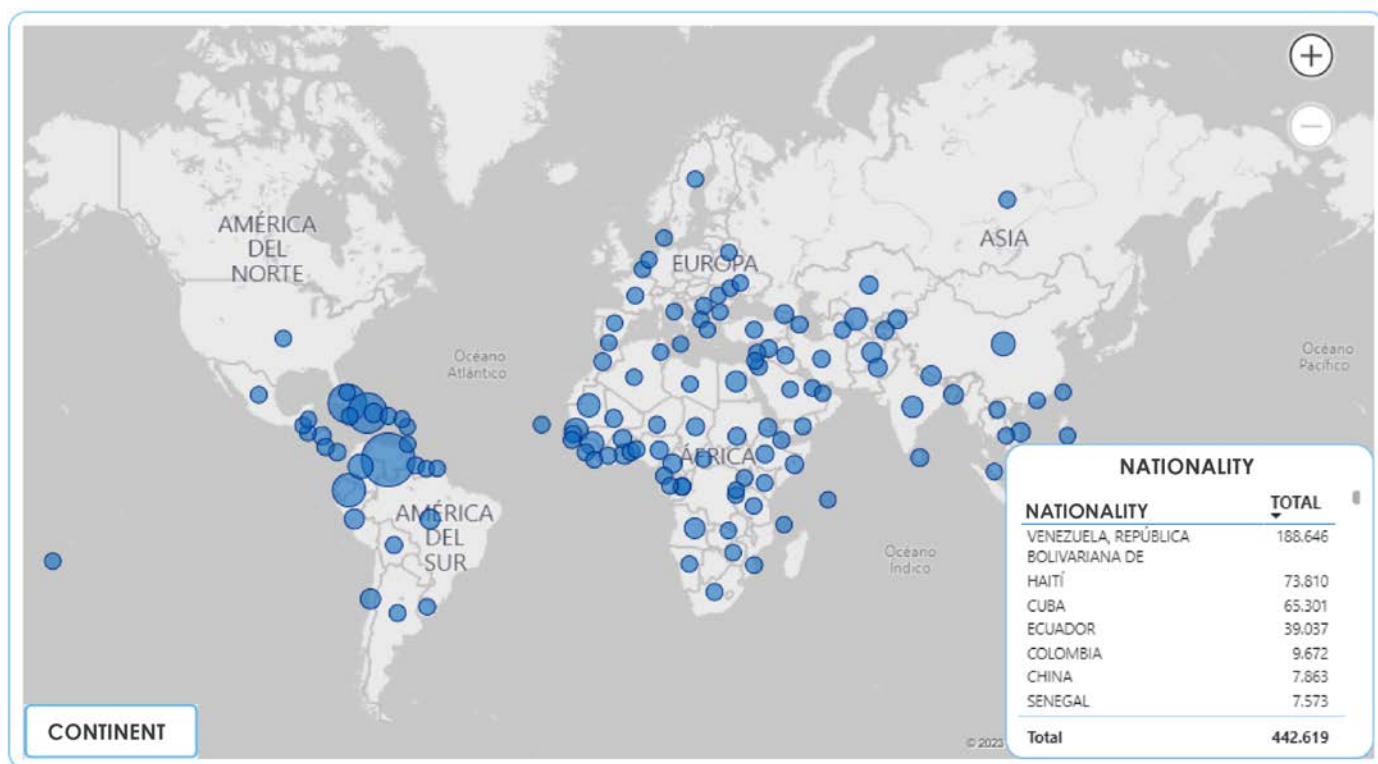 AMÉRICA
DEL
NORTE
EUROPA
ASIA
Océano
Atlántico
Océano
Pacífico
ÁFRICA
AMÉRICA
DEL
SUR
Océano
Índico
NATIONALITY
NATIONALITY TOTAL
VENEZUELA, REPÚBLICA 188.646
BOLIVARIANA DE
HAITÍ 73.810
CUBA 65.301
ECUADOR 39.037
COLOMBIA 9.672
CHINA 7.863
SENEGAL 7.573
Total 442.619
CONTINENT
© 2023